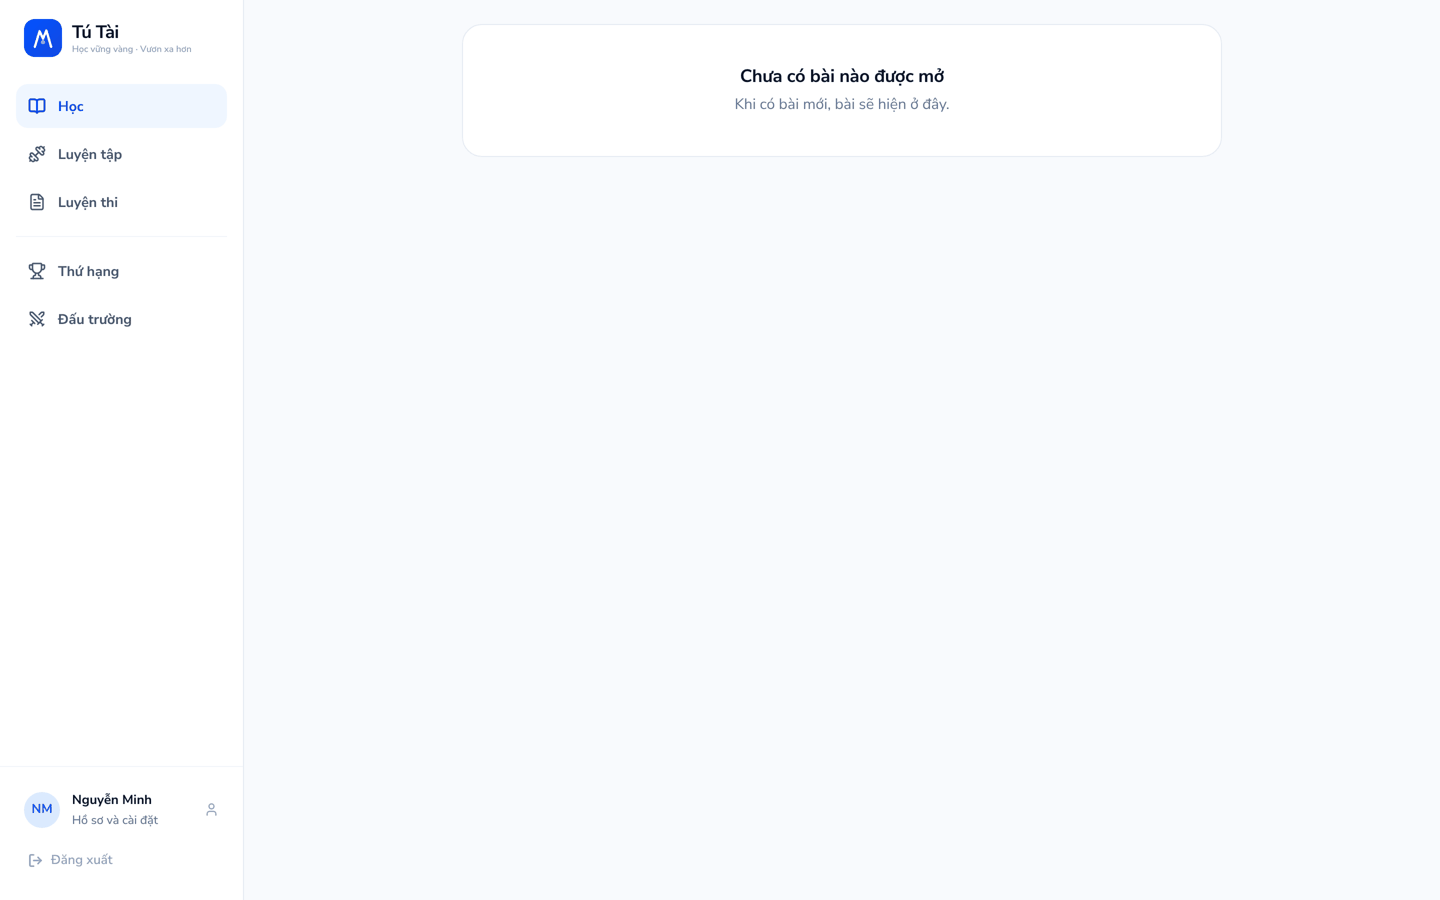 Tú Tài
Học vững vàng · Vươn xa hơn
Học
Luyện tập
Luyện thi
Thứ hạng
Đấu trường
Chưa có bài nào được mở
Khi có bài mới, bài sẽ hiện ở đây.
NM
Nguyễn Minh
Hồ sơ và cài đặt
Đăng xuất